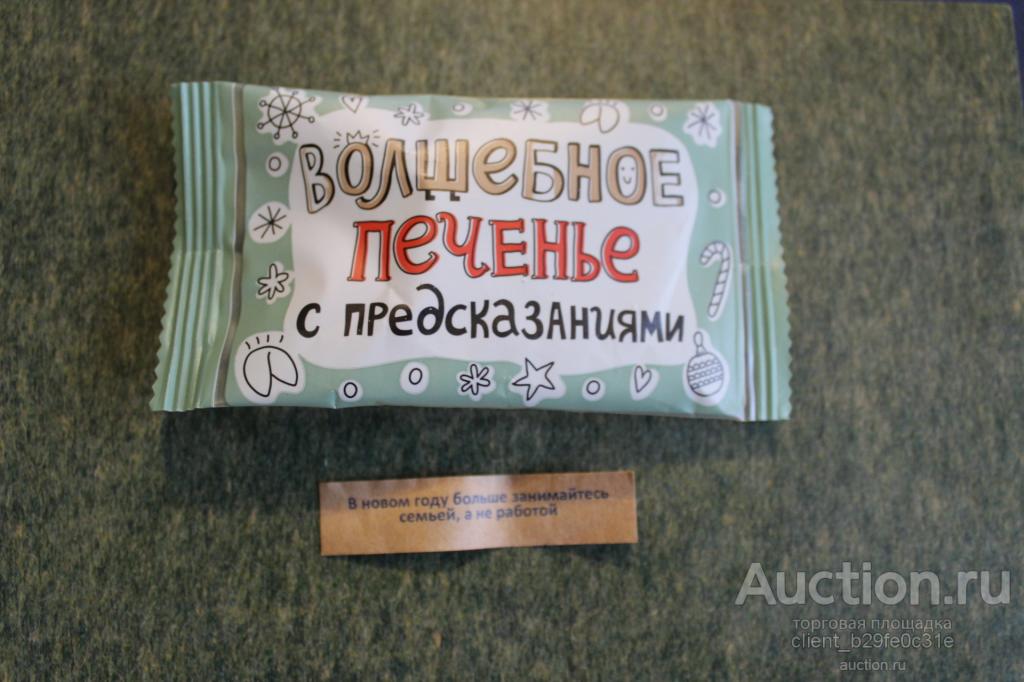 Волшебное
печенье
с предсказаниями
В новом году больше занимайтесь
семьей, а не работой
Auction.ru
торговая площадка
client_b29fe0c31e
auction.ru